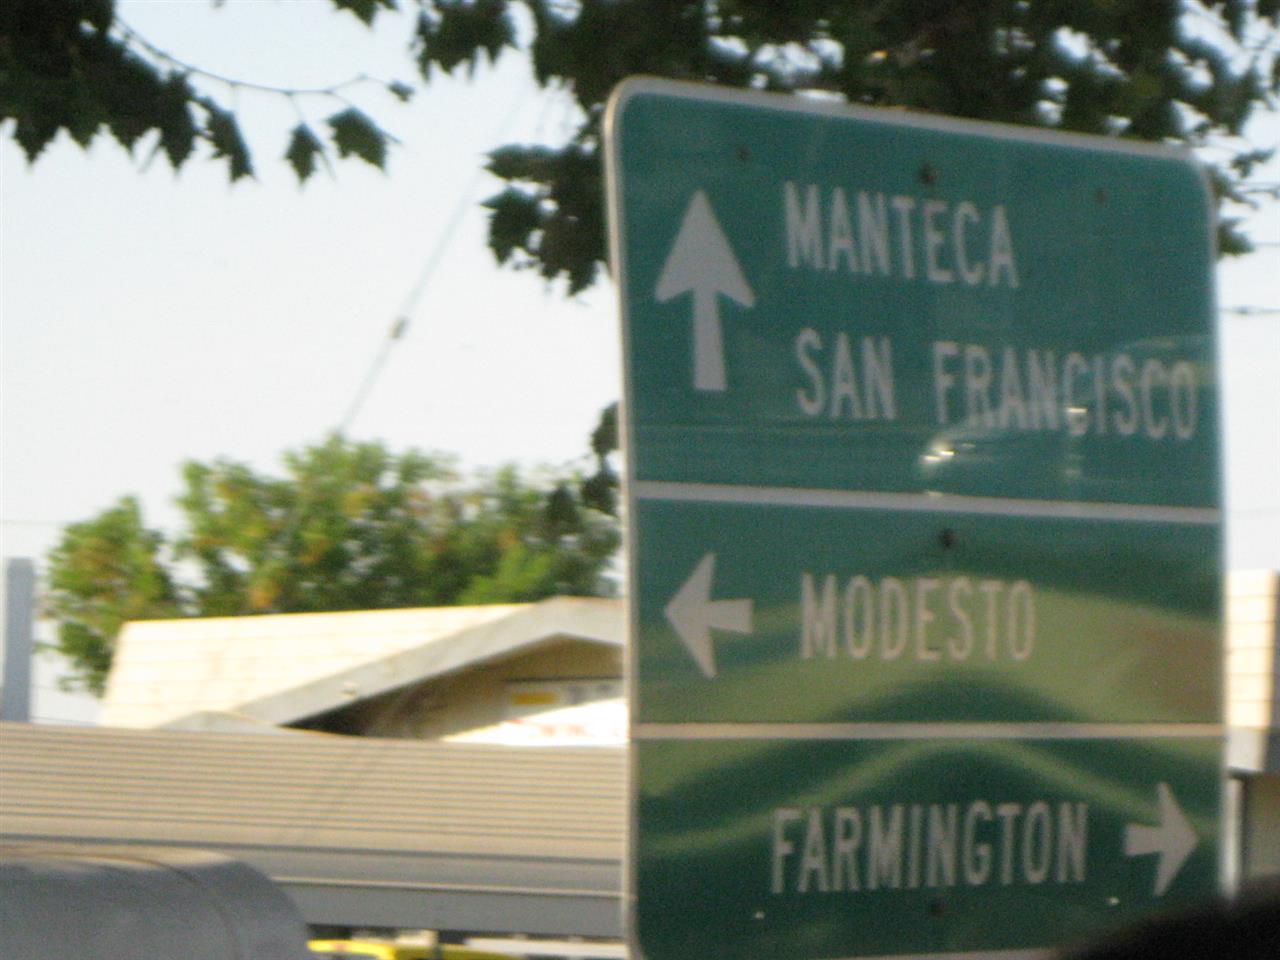 MANTECA
SAN FRANCISCO
MODESTO
FARMINGTON